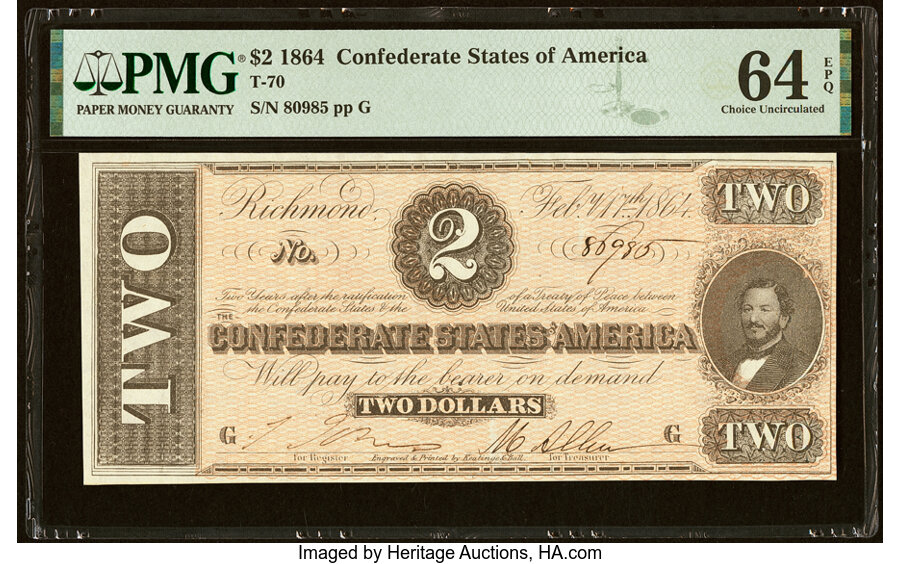 PMG® $2 1864 Confederate States of America
PAPER MONEY GUARANTY
T-70
S/N 80985 pp G
64 EPQ
Choice Uncirculated
TWO
Richmond, 2 Feby. 17th 1864.
TWO
No. 80985
Two Years after the ratification of a Treaty of Peace between
the Confederate States & the United States of America
THE
CONFEDERATE STATES OF AMERICA
Will pay to the bearer on demand
TWO DOLLARS
G G
for Register Engraved & Printed by Keatinge & Ball. for Treasurer
TWO
Imaged by Heritage Auctions, HA.com